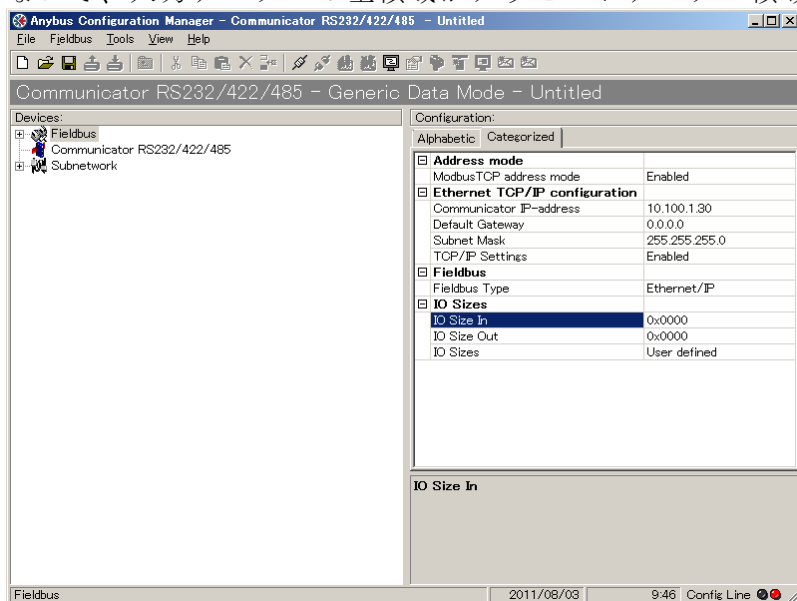 Anybus Configuration Manager - Communicator RS232/422/485 - Untitled
File Fieldbus Tools View Help
Communicator RS232/422/485 - Generic Data Mode - Untitled
Devices:
Fieldbus
Communicator RS232/422/485
Subnetwork
Configuration:
Alphabetic Categorized
Address mode
ModbusTCP address mode Enabled
Ethernet TCP/IP configuration
Communicator IP-address 10.100.1.30
Default Gateway 0.0.0.0
Subnet Mask 255.255.255.0
TCP/IP Settings Enabled
Fieldbus
Fieldbus Type Ethernet/IP
IO Sizes
IO Size In 0x0000
IO Size Out 0x0000
IO Sizes User defined
IO Size In
Fieldbus 2011/08/03 9:46 Config Line